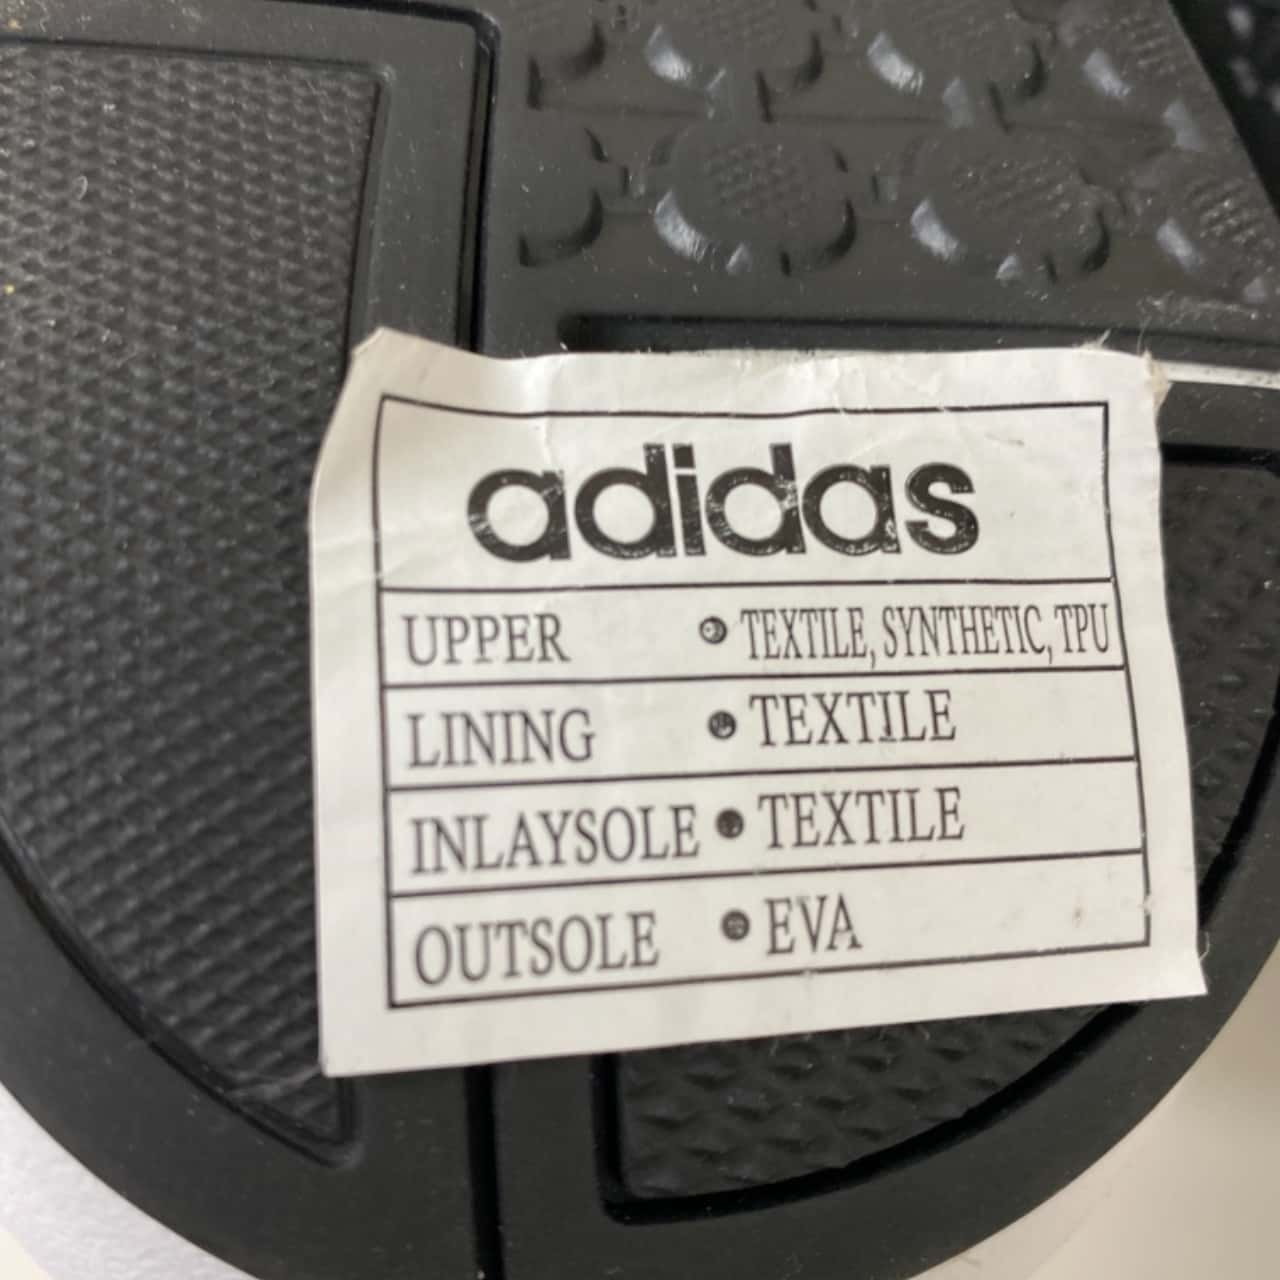 adidas
UPPER • TEXTILE, SYNTHETIC, TPU
LINING • TEXTILE
INLAYSOLE • TEXTILE
OUTSOLE • EVA